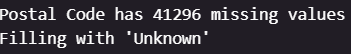 Postal Code has 41296 missing values
Filling with 'Unknown'